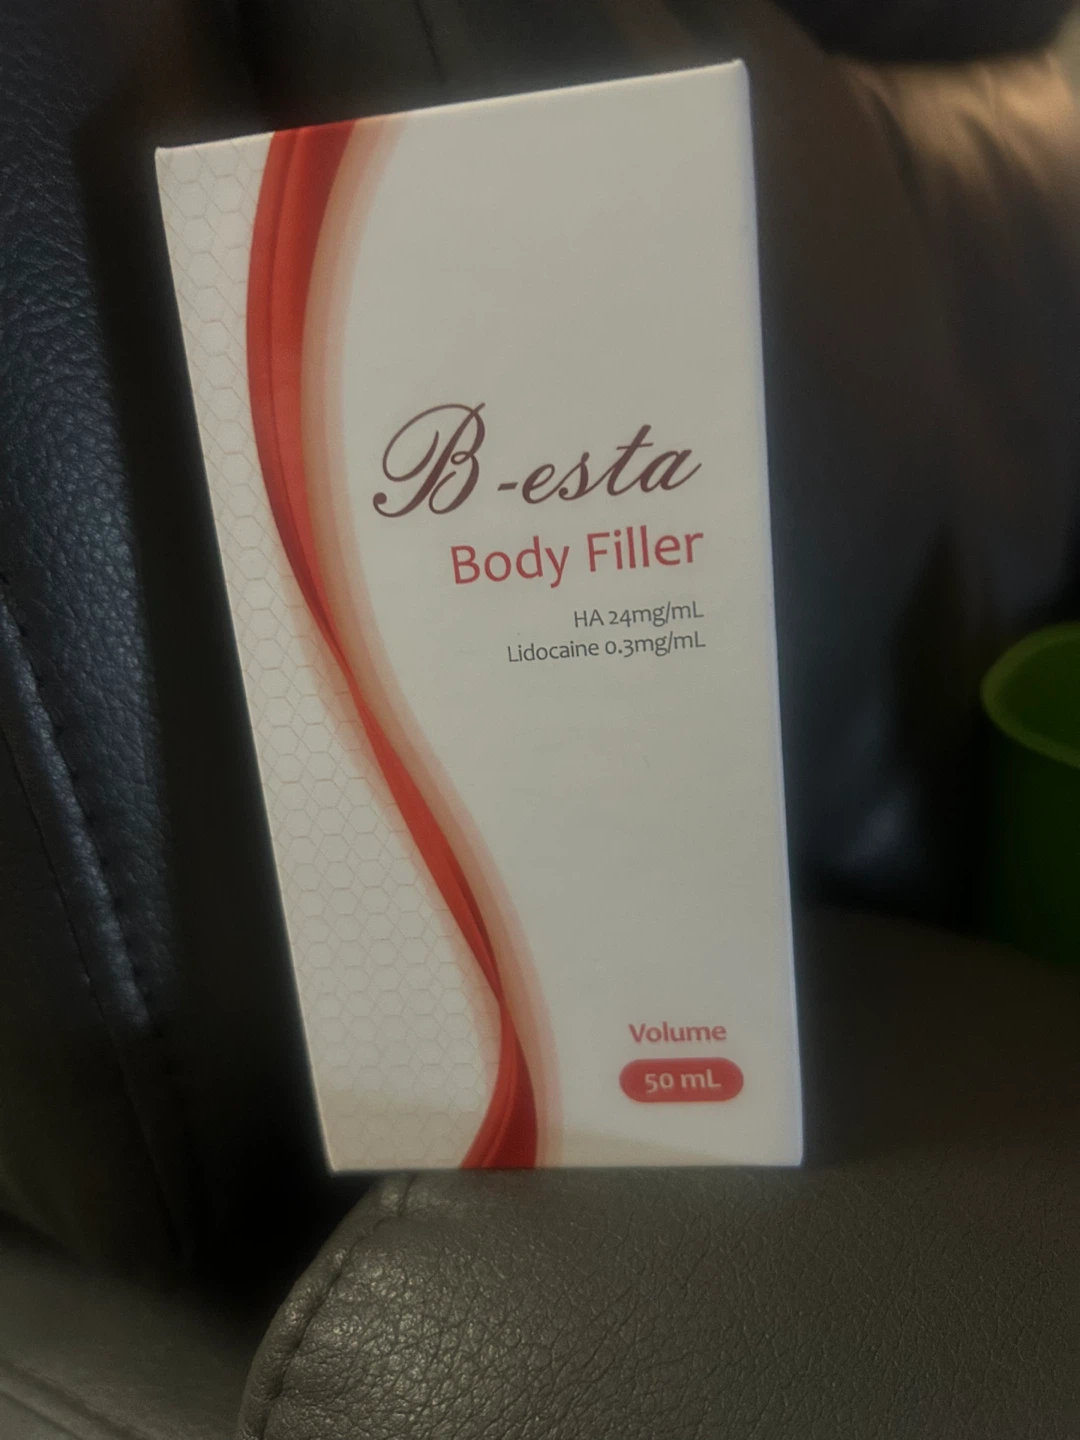 B-esta
Body Filler
HA 24mg/mL
Lidocaine 0.3mg/mL
Volume
50 mL